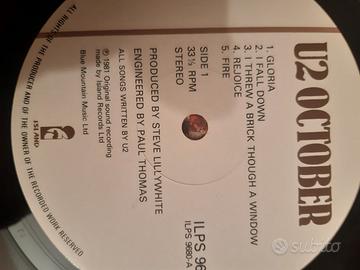 U2 OCTOBER
1. GLORIA
2. I FALL DOWN
3. I THREW A BRICK THOUGH A WINDOW
4. REJOICE
5. FIRE
SIDE 1
33⅓ RPM
STEREO
ILPS 96
ILPS 9680-A
PRODUCED BY STEVE LILLYWHITE
ENGINEERED BY PAUL THOMAS
ALL SONGS WRITTEN BY U2
℗ 1981 Original sound recording
made by Island Records Ltd
Blue Mountain Music Ltd
ISLAND
ALL RIGHTS OF THE PRODUCER AND OF THE OWNER OF THE RECORDED WORK RESERVED
subito